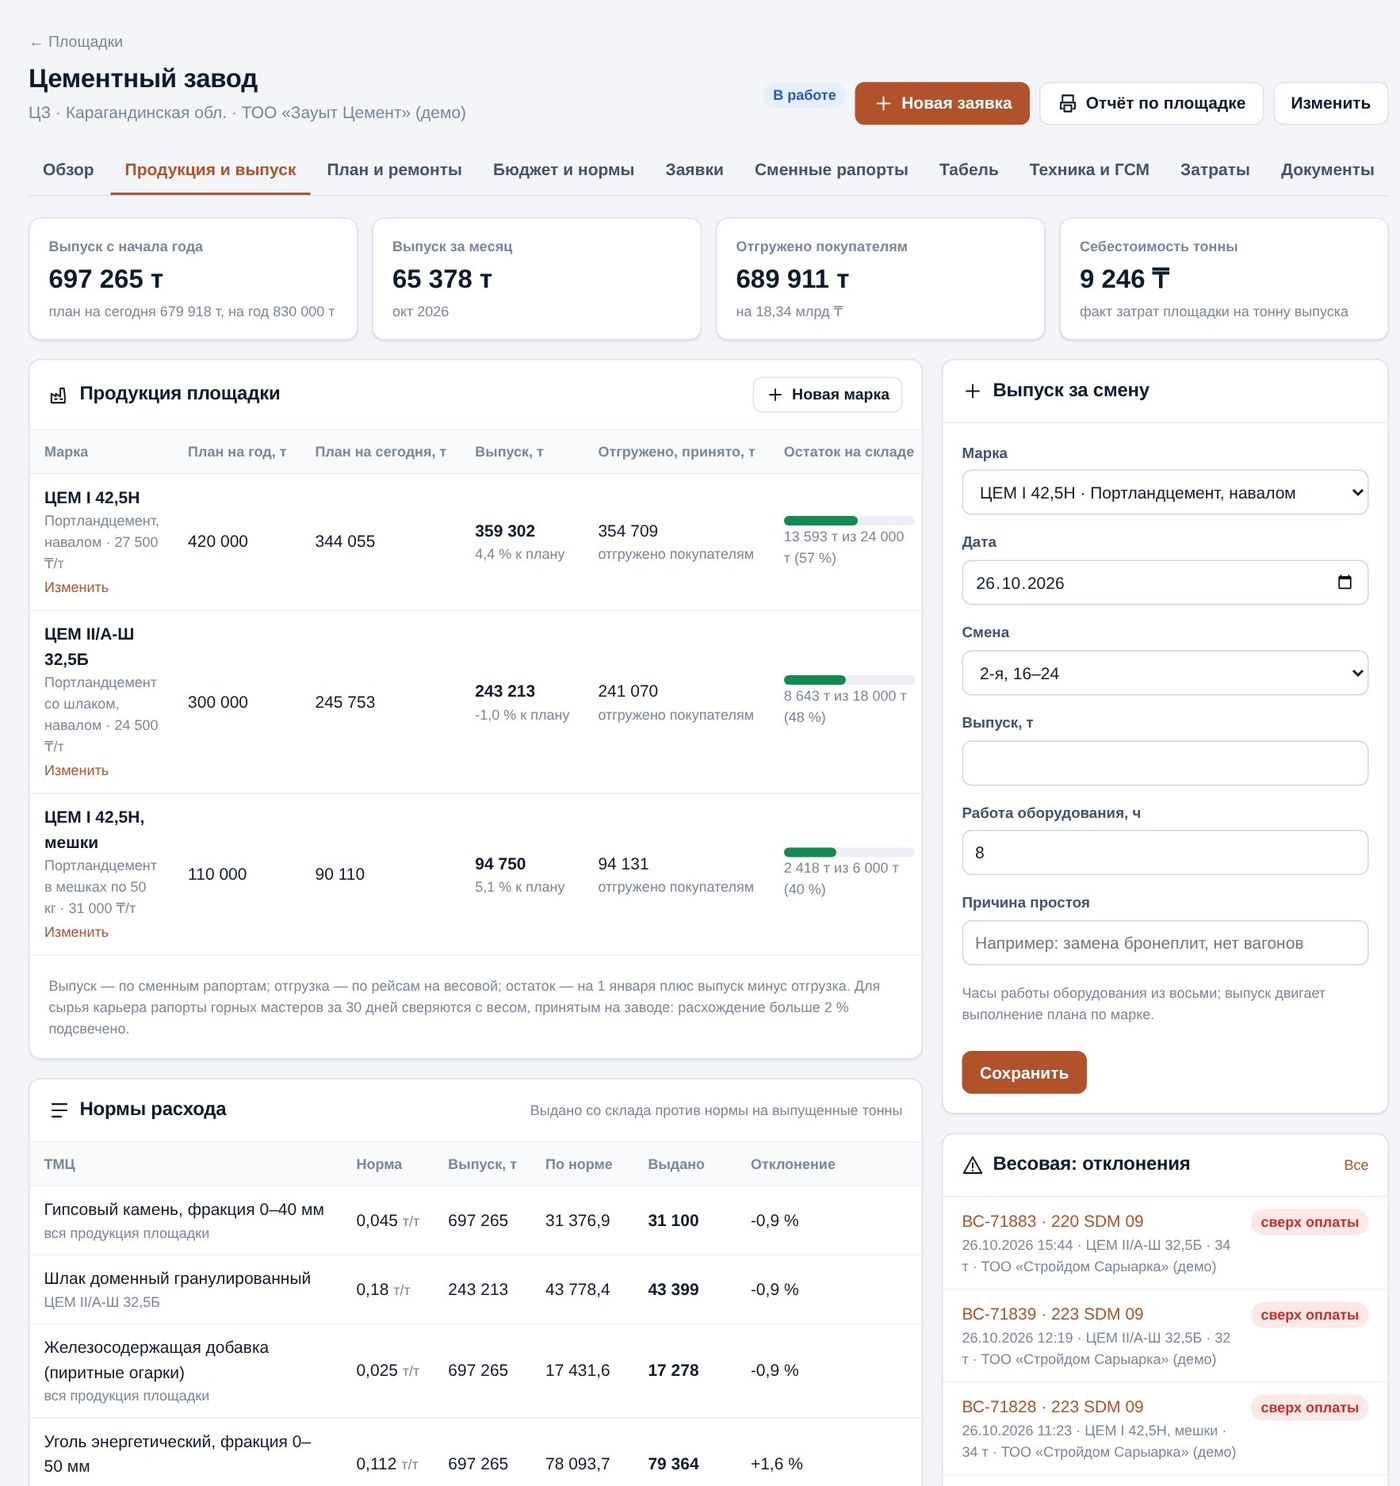 ← Площадки
Цементный завод
ЦЗ · Карагандинская обл. · ТОО «Зауыт Цемент» (демо)
В работе
Новая заявка
Отчёт по площадке
Изменить
Обзор
Продукция и выпуск
План и ремонты
Бюджет и нормы
Заявки
Сменные рапорты
Табель
Техника и ГСМ
Затраты
Документы
Выпуск с начала года
697 265 т
план на сегодня 679 918 т, на год 830 000 т
Выпуск за месяц
65 378 т
окт 2026
Отгружено покупателям
689 911 т
на 18,34 млрд ₸
Себестоимость тонны
9 246 ₸
факт затрат площадки на тонну выпуска
Продукция площадки
Новая марка
Марка План на год, т План на сегодня, т Выпуск, т Отгружено, принято, т Остаток на складе
ЦЕМ I 42,5Н
Портландцемент,
навалом · 27 500
₸/т
Изменить
420 000
344 055
359 302
4,4 % к плану
354 709
отгружено покупателям
13 593 т из 24 000
т (57 %)
ЦЕМ II/А-Ш
32,5Б
Портландцемент
со шлаком,
навалом · 24 500
₸/т
Изменить
300 000
245 753
243 213
-1,0 % к плану
241 070
отгружено покупателям
8 643 т из 18 000 т
(48 %)
ЦЕМ I 42,5Н,
мешки
Портландцемент
в мешках по 50
кг · 31 000 ₸/т
Изменить
110 000
90 110
94 750
5,1 % к плану
94 131
отгружено покупателям
2 418 т из 6 000 т
(40 %)
Выпуск — по сменным рапортам; отгрузка — по рейсам на весовой; остаток — на 1 января плюс выпуск минус отгрузка. Для
сырья карьера рапорты горных мастеров за 30 дней сверяются с весом, принятым на заводе: расхождение больше 2 %
подсвечено.
Нормы расхода
Выдано со склада против нормы на выпущенные тонны
ТМЦ Норма Выпуск, т По норме Выдано Отклонение
Гипсовый камень, фракция 0–40 мм
вся продукция площадки
0,045 т/т 697 265 31 376,9 31 100 -0,9 %
Шлак доменный гранулированный
ЦЕМ II/А-Ш 32,5Б
0,18 т/т 243 213 43 778,4 43 399 -0,9 %
Железосодержащая добавка
(пиритные огарки)
вся продукция площадки
0,025 т/т 697 265 17 431,6 17 278 -0,9 %
Уголь энергетический, фракция 0–
50 мм
0,112 т/т 697 265 78 093,7 79 364 +1,6 %
Выпуск за смену
Марка
ЦЕМ I 42,5Н · Портландцемент, навалом
Дата
26.10.2026
Смена
2-я, 16–24
Выпуск, т
Работа оборудования, ч
8
Причина простоя
Например: замена бронеплит, нет вагонов
Часы работы оборудования из восьми; выпуск двигает
выполнение плана по марке.
Сохранить
Весовая: отклонения
Все
ВС-71883 · 220 SDM 09
сверх оплаты
26.10.2026 15:44 · ЦЕМ II/А-Ш 32,5Б · 34
т · ТОО «Стройдом Сарыарка» (демо)
ВС-71839 · 223 SDM 09
сверх оплаты
26.10.2026 12:19 · ЦЕМ II/А-Ш 32,5Б · 32
т · ТОО «Стройдом Сарыарка» (демо)
ВС-71828 · 223 SDM 09
сверх оплаты
26.10.2026 11:23 · ЦЕМ I 42,5Н, мешки ·
34 т · ТОО «Стройдом Сарыарка» (демо)